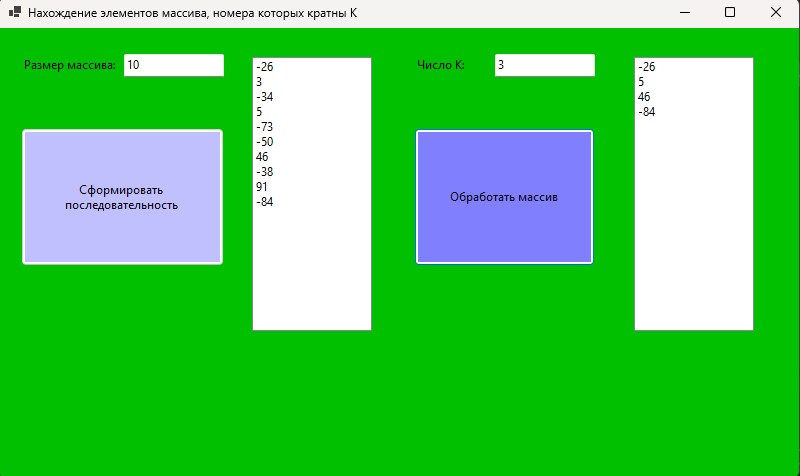 Нахождение элементов массива, номера которых кратны К
Размер массива:
10
-26
3
-34
5
-73
-50
46
-38
91
-84
Сформировать
последовательность
Число К:
3
-26
5
46
-84
Обработать массив